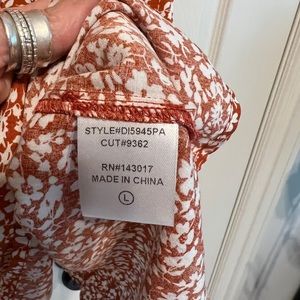 STYLE#DI5945PA
CUT#9362
RN#143017
MADE IN CHINA
L